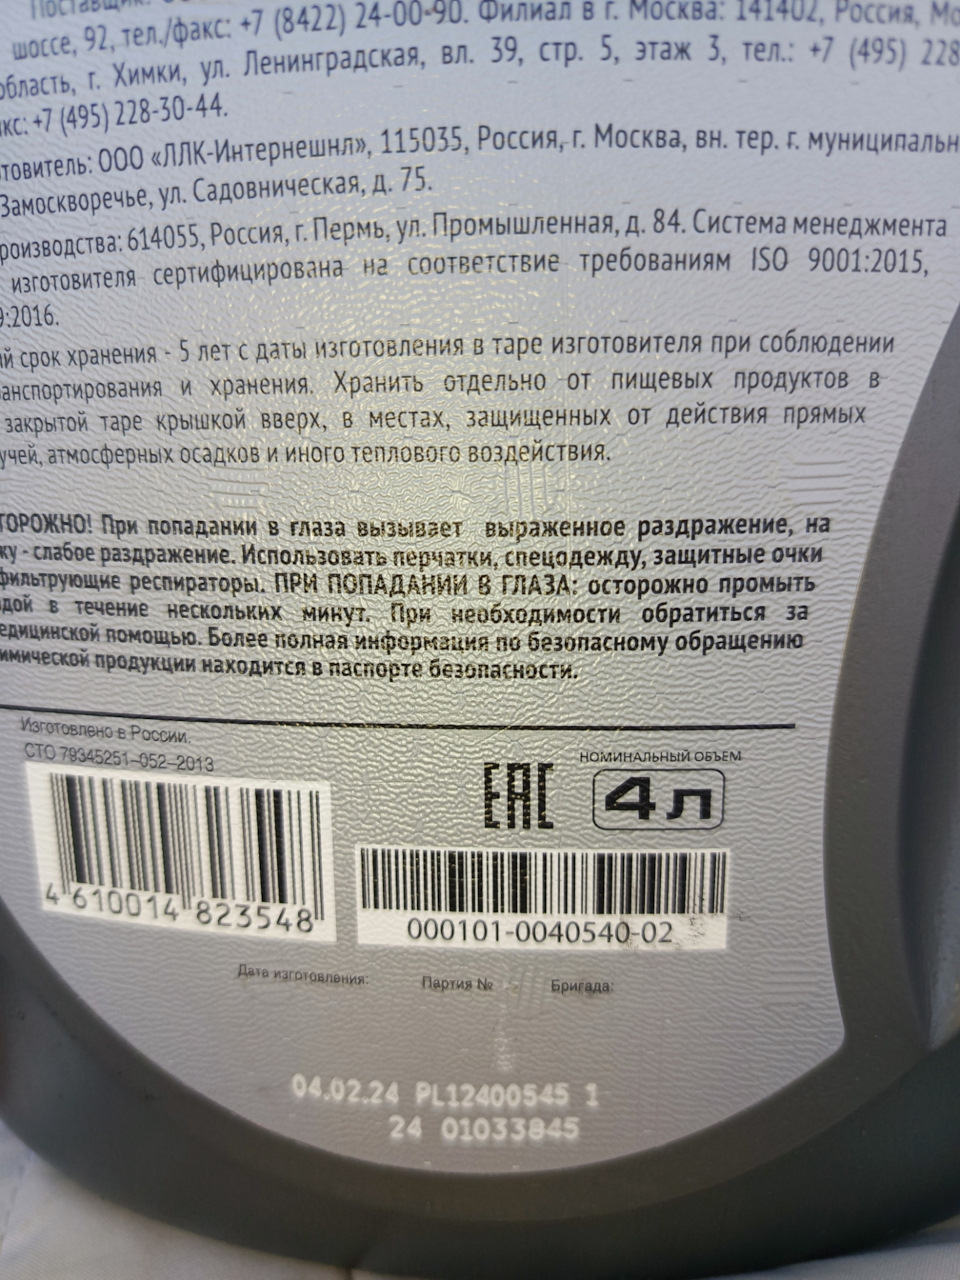 Поставщик:
шоссе, 92, тел./факс: +7 (8422) 24-00-90. Филиал в г. Москва: 141402, Россия,
область, г. Химки, ул. Ленинградская, вл. 39, стр. 5, этаж 3, тел.: +7 (495) 228
кс: +7 (495) 228-30-44.
товитель: ООО «ЛЛК-Интернешнл», 115035, Россия, г. Москва, вн. тер. г. муниципальн
Замоскворечье, ул. Садовническая, д. 75.
роизводства: 614055, Россия, г. Пермь, ул. Промышленная, д. 84. Система менеджмента
изготовителя сертифицирована на соответствие требованиям ISO 9001:2015,
9:2016.
й срок хранения - 5 лет с даты изготовления в таре изготовителя при соблюдении
анспортирования и хранения. Хранить отдельно от пищевых продуктов в
закрытой таре крышкой вверх, в местах, защищенных от действия прямых
учей, атмосферных осадков и иного теплового воздействия.
ТОРОЖНО! При попадании в глаза вызывает выраженное раздражение, на
жу - слабое раздражение. Использовать перчатки, спецодежду, защитные очки
фильтрующие респираторы. ПРИ ПОПАДАНИИ В ГЛАЗА: осторожно промыть
дой в течение нескольких минут. При необходимости обратиться за
едицинской помощью. Более полная информация по безопасному обращению
имической продукции находится в паспорте безопасности.
Изготовлено в России.
СТО 79345251-052-2013
НОМИНАЛЬНЫЙ ОБЪЕМ
EAC
4 л
4 610014 823548
000101-0040540-02
Дата изготовления: Партия № Бригада:
04.02.24 PL12400545 1
24 01033845